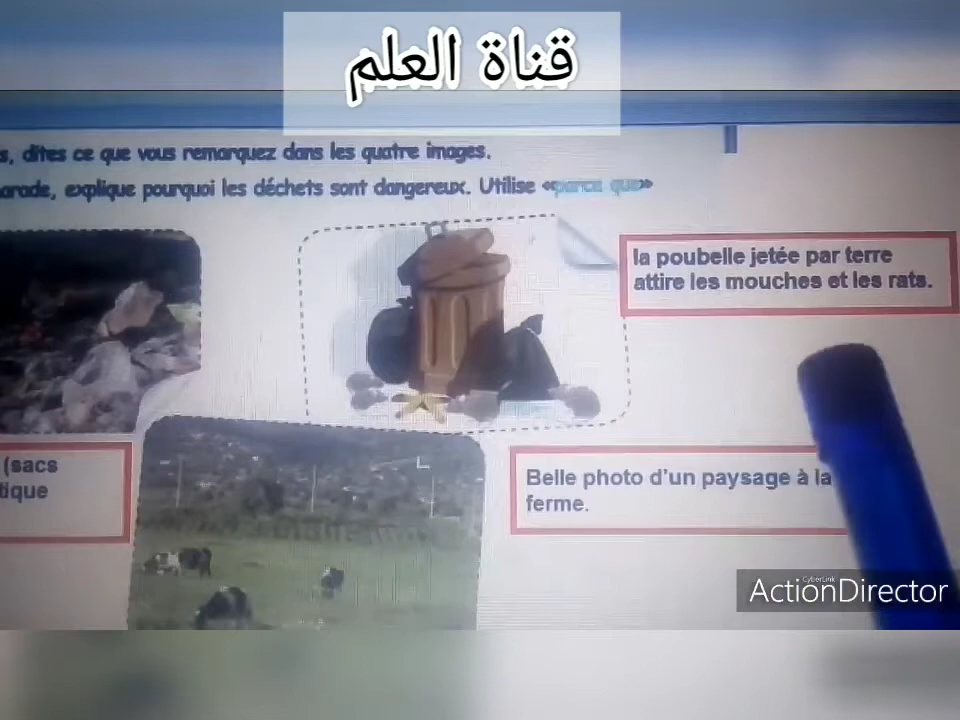 قناة العلم
s, dites ce que vous remarquez dans les quatre images.
arade, explique pourquoi les déchets sont dangereux. Utilise «parce que»
la poubelle jetée par terre
attire les mouches et les rats.
(sacs
tique
Belle photo d'un paysage à la
ferme.
CyberLink
ActionDirector